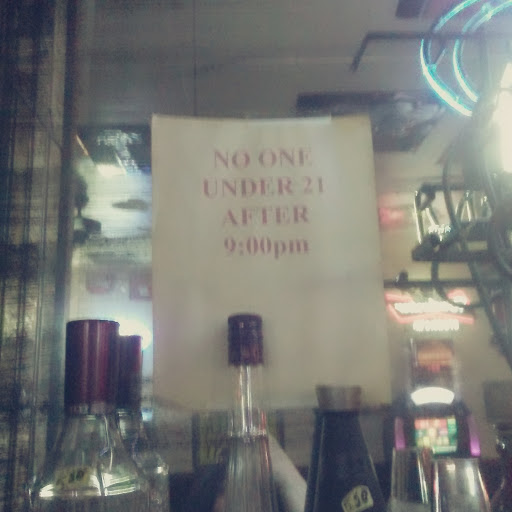 NO ONE
UNDER 21
AFTER
9:00pm